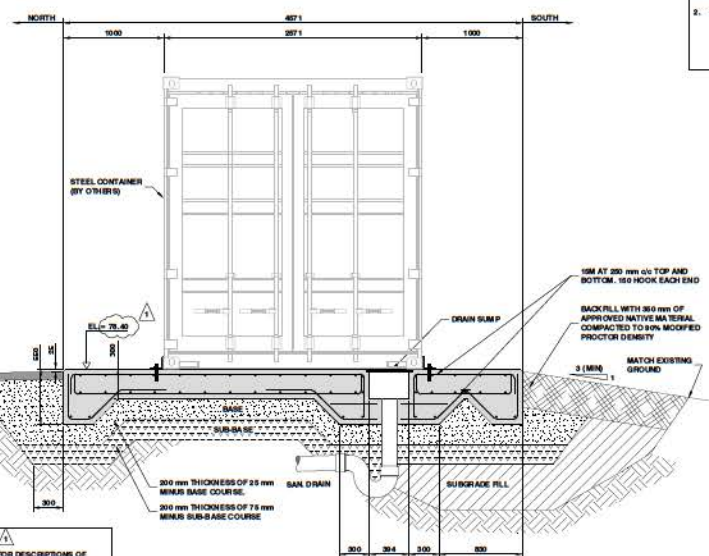 NORTH
4671
SOUTH
1000
2671
1000
2.
STEEL CONTAINER
(BY OTHERS)
1
EL.= 78.40
25
300
DRAIN SUMP
15M AT 250 mm c/c TOP AND
BOTTOM. 150 HOOK EACH END
BACKFILL WITH 350 mm OF
APPROVED NATIVE MATERIAL
COMPACTED TO 90% MODIFIED
PROCTOR DENSITY
3 (MIN)
1
MATCH EXISTING
GROUND
BASE
SUB-BASE
200 mm THICKNESS OF 25 mm
MINUS BASE COURSE.
200 mm THICKNESS OF 75 mm
MINUS SUB-BASE COURSE
SAN. DRAIN
SUBGRADE FILL
300
1
FOR DESCRIPTIONS OF
300
394
300
830